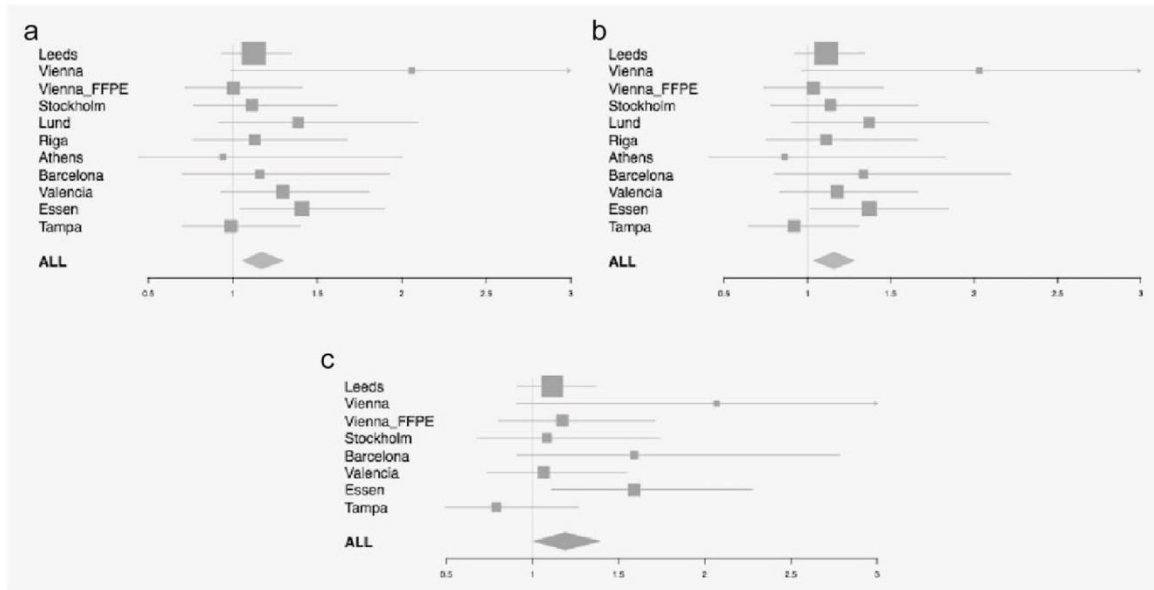 a
Leeds
Vienna
Vienna_FFPE
Stockholm
Lund
Riga
Athens
Barcelona
Valencia
Essen
Tampa
ALL
0.5 1 1.5 2 2.5 3
b
Leeds
Vienna
Vienna_FFPE
Stockholm
Lund
Riga
Athens
Barcelona
Valencia
Essen
Tampa
ALL
0.5 1 1.5 2 2.5 3
c
Leeds
Vienna
Vienna_FFPE
Stockholm
Barcelona
Valencia
Essen
Tampa
ALL
0.5 1 1.5 2 2.5 3